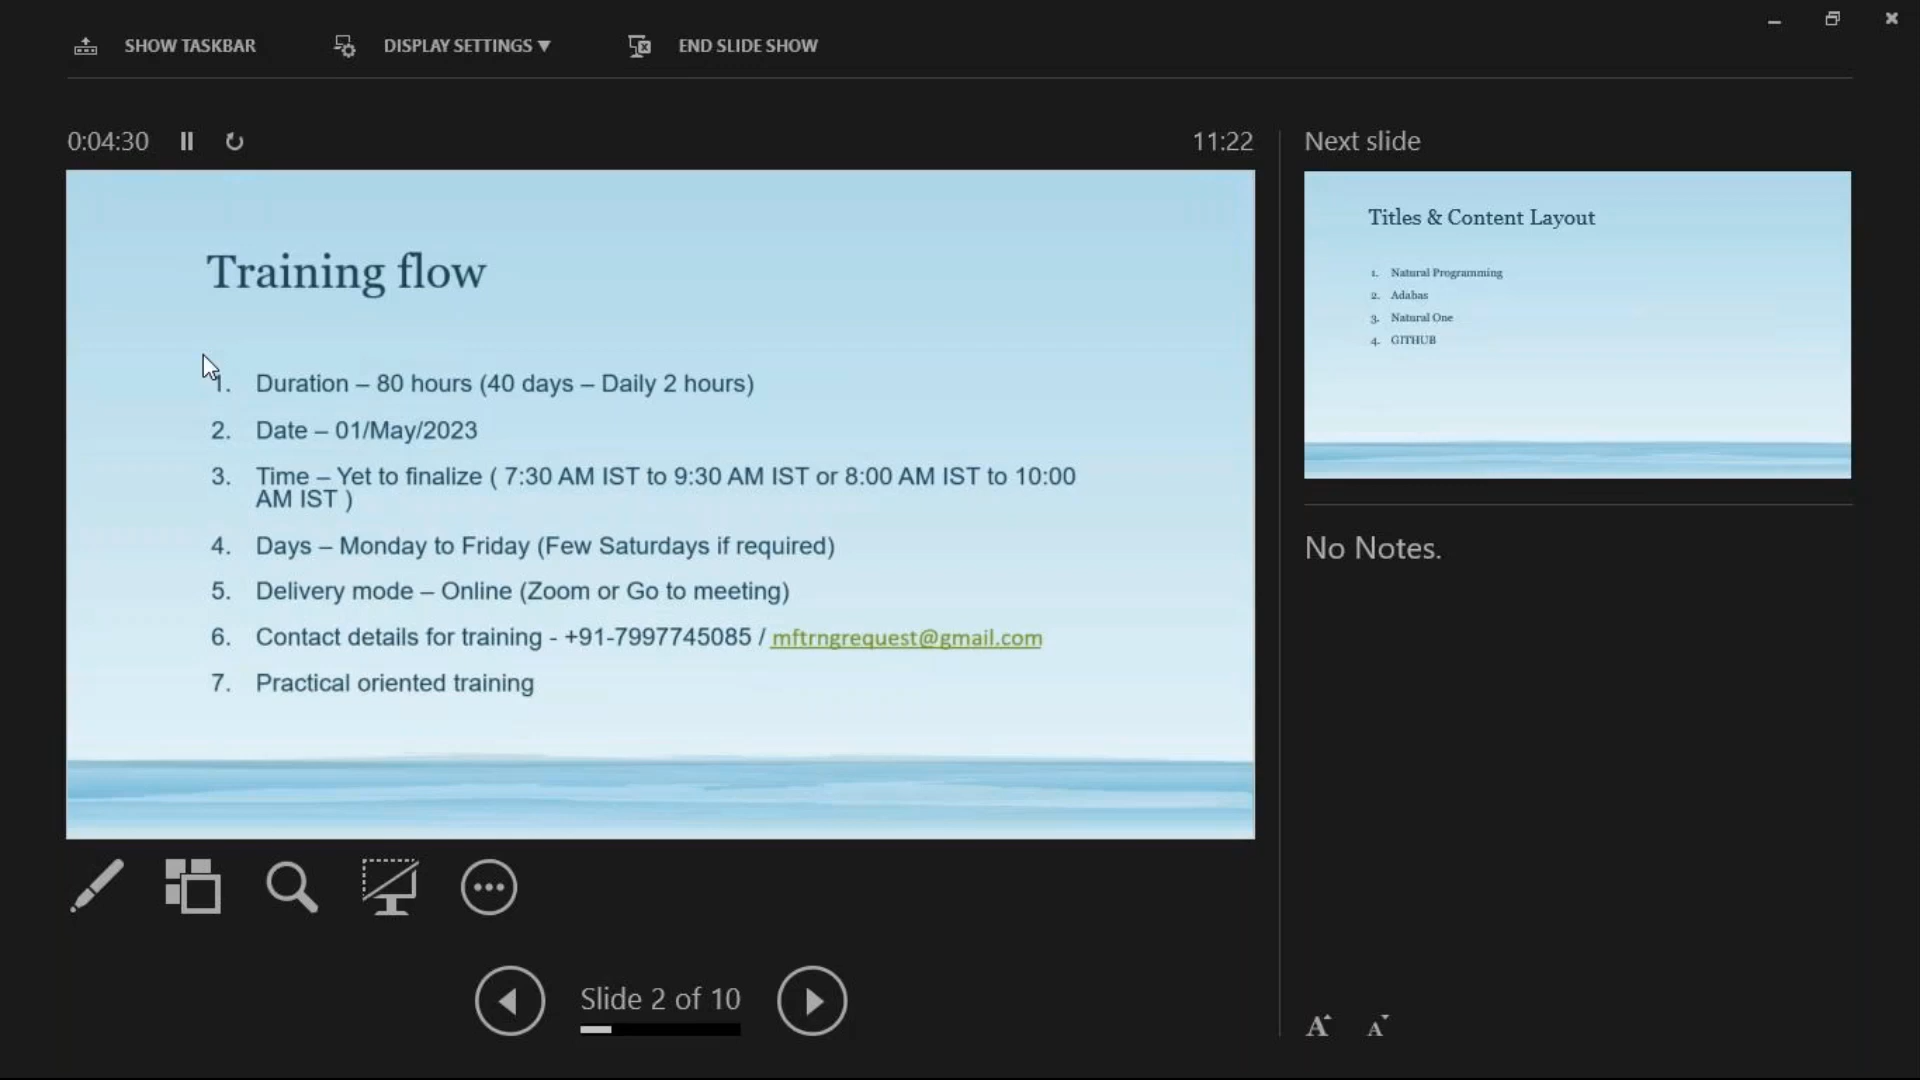 SHOW TASKBAR
DISPLAY SETTINGS ▼
END SLIDE SHOW
0:04:30
11:22
Training flow
1. Duration – 80 hours (40 days – Daily 2 hours)
2. Date – 01/May/2023
3. Time – Yet to finalize ( 7:30 AM IST to 9:30 AM IST or 8:00 AM IST to 10:00
AM IST )
4. Days – Monday to Friday (Few Saturdays if required)
5. Delivery mode – Online (Zoom or Go to meeting)
6. Contact details for training - +91-7997745085 / mftrngrequest@gmail.com
7. Practical oriented training
Slide 2 of 10
Next slide
Titles & Content Layout
1. Natural Programming
2. Adabas
3. Natural One
4. GITHUB
No Notes.
A A